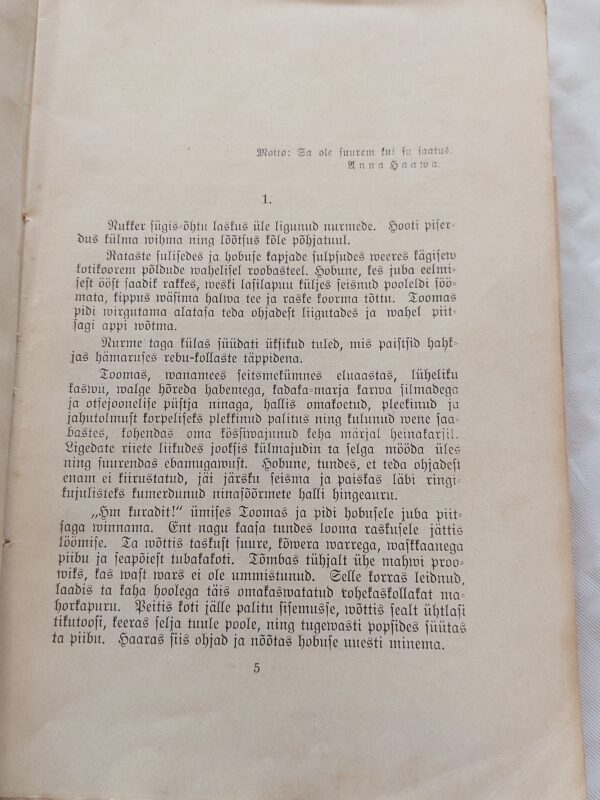 Motto: Sa ole suurem kui su saatus.
Anna Haawa.
1.
Nukker sügis-õhtu laskus üle ligunud nurmede. Hooti piser-
dus külma wihma ning lõõtsus kõle põhjatuul.
Rataste sulisedes ja hobuse kapjade sulpsudes weeres kägisew
kotikoorem põldude wahelisel roobasteel. Hobune, kes juba eelmi-
sest ööst saadik rakkes, weski lasilapuu küljes seisnud pooleldi söö-
mata, kippus wäsima halwa tee ja raske koorma tõttu. Toomas
pidi wirgutama alataja teda ohjadest liigutades ja wahel piit-
sagi appi wõtma.
Nurme taga külas süüdati üksikud tuled, mis paistsid hahk-
jas hämaruses rebu-kollaste täppidena.
Toomas, wanamees seitsmekümnes eluaastas, lüheliku
kaswu, walge hõreda habemega, kadaka-marja karwa silmadega
ja otsejoonelise püstja ninaga, hallis omakoetud, pleekinud ja
jahutolmust korpeliseks plekkinud palitus ning kulunud wene saa-
bastes, kohendas oma kössiwajunud keha märjal heinakarjil.
Ligedate riiete liikudes jooksis külmajudin ta selga mööda üles
ning suurendas ebamugawust. Hobune, tundes, et teda ohjadest
enam ei kiirustatud, jäi järsku seisma ja paiskas läbi ringi-
kujulisteks kumerdunud ninasõõrmete halli hingeauru.
„Hm kuradit!“ ümises Toomas ja pidi hobusele juba piit-
saga winnama. Ent nagu kaasa tundes looma raskusele jättis
löömise. Ta wõttis taskust suure, kõwera warrega, waskkaanega
piibu ja seapõiest tubakakoti. Tõmbas tühjalt ühe mahwi proo-
wiks, kas wast wars ei ole ummistunud. Selle korras leidnud,
laadis ta kaha hoolega täis omakaswatatud rohekaskollakat ma-
horkapuru. Peitis koti jälle palitu sisemusse, wõttis sealt ühtlasi
tikutoosi, keeras selja tuule poole, ning tugewasti popsides süütas
ta piibu. Haaras siis ohjad ja nõõtas hobuse uuesti minema.
5